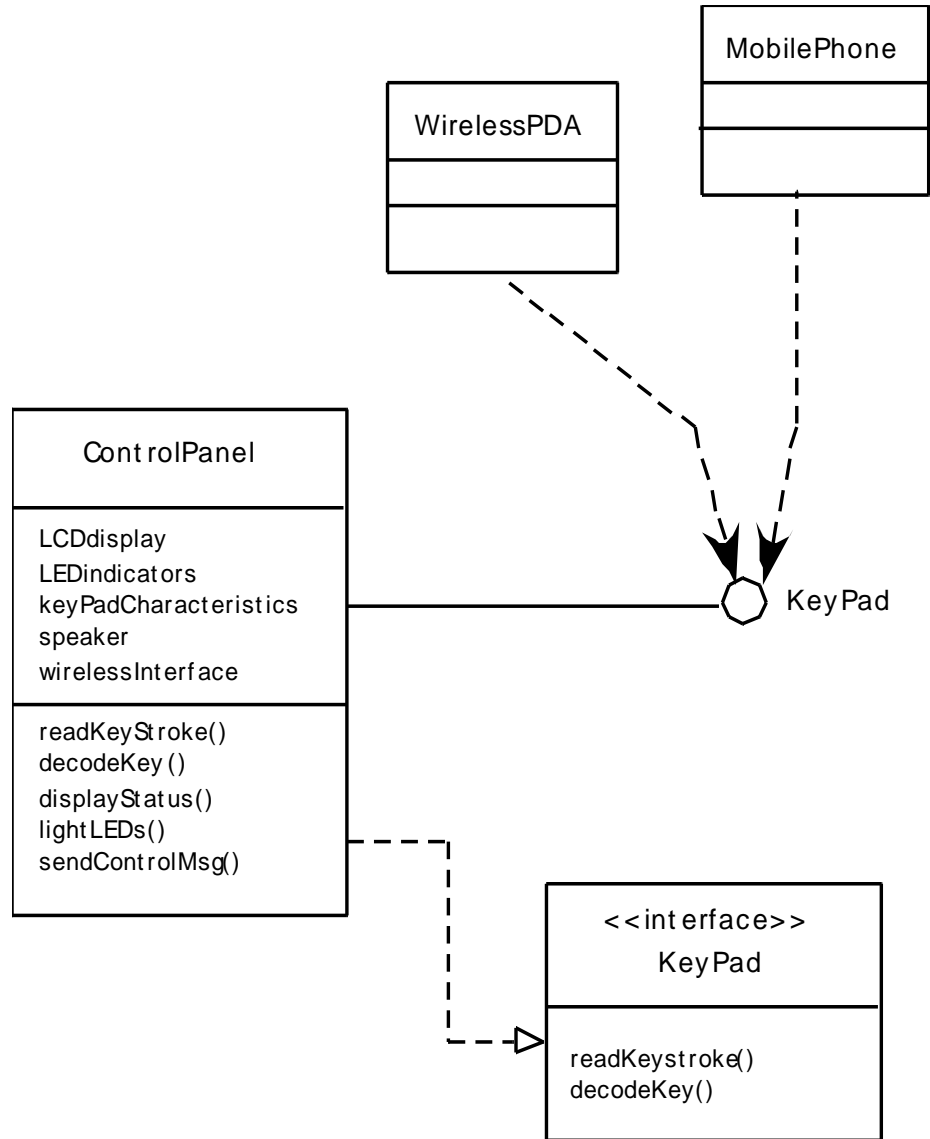 MobilePhone
WirelessPDA
ControlPanel
LCDdisplay
LEDindicators
keyPadCharacteristics
speaker
wirelessInterface
KeyPad
readKeyStroke()
decodeKey()
displayStatus()
lightLEDs()
sendControlMsg()
<<interface>>
KeyPad
readKeystroke()
decodeKey()